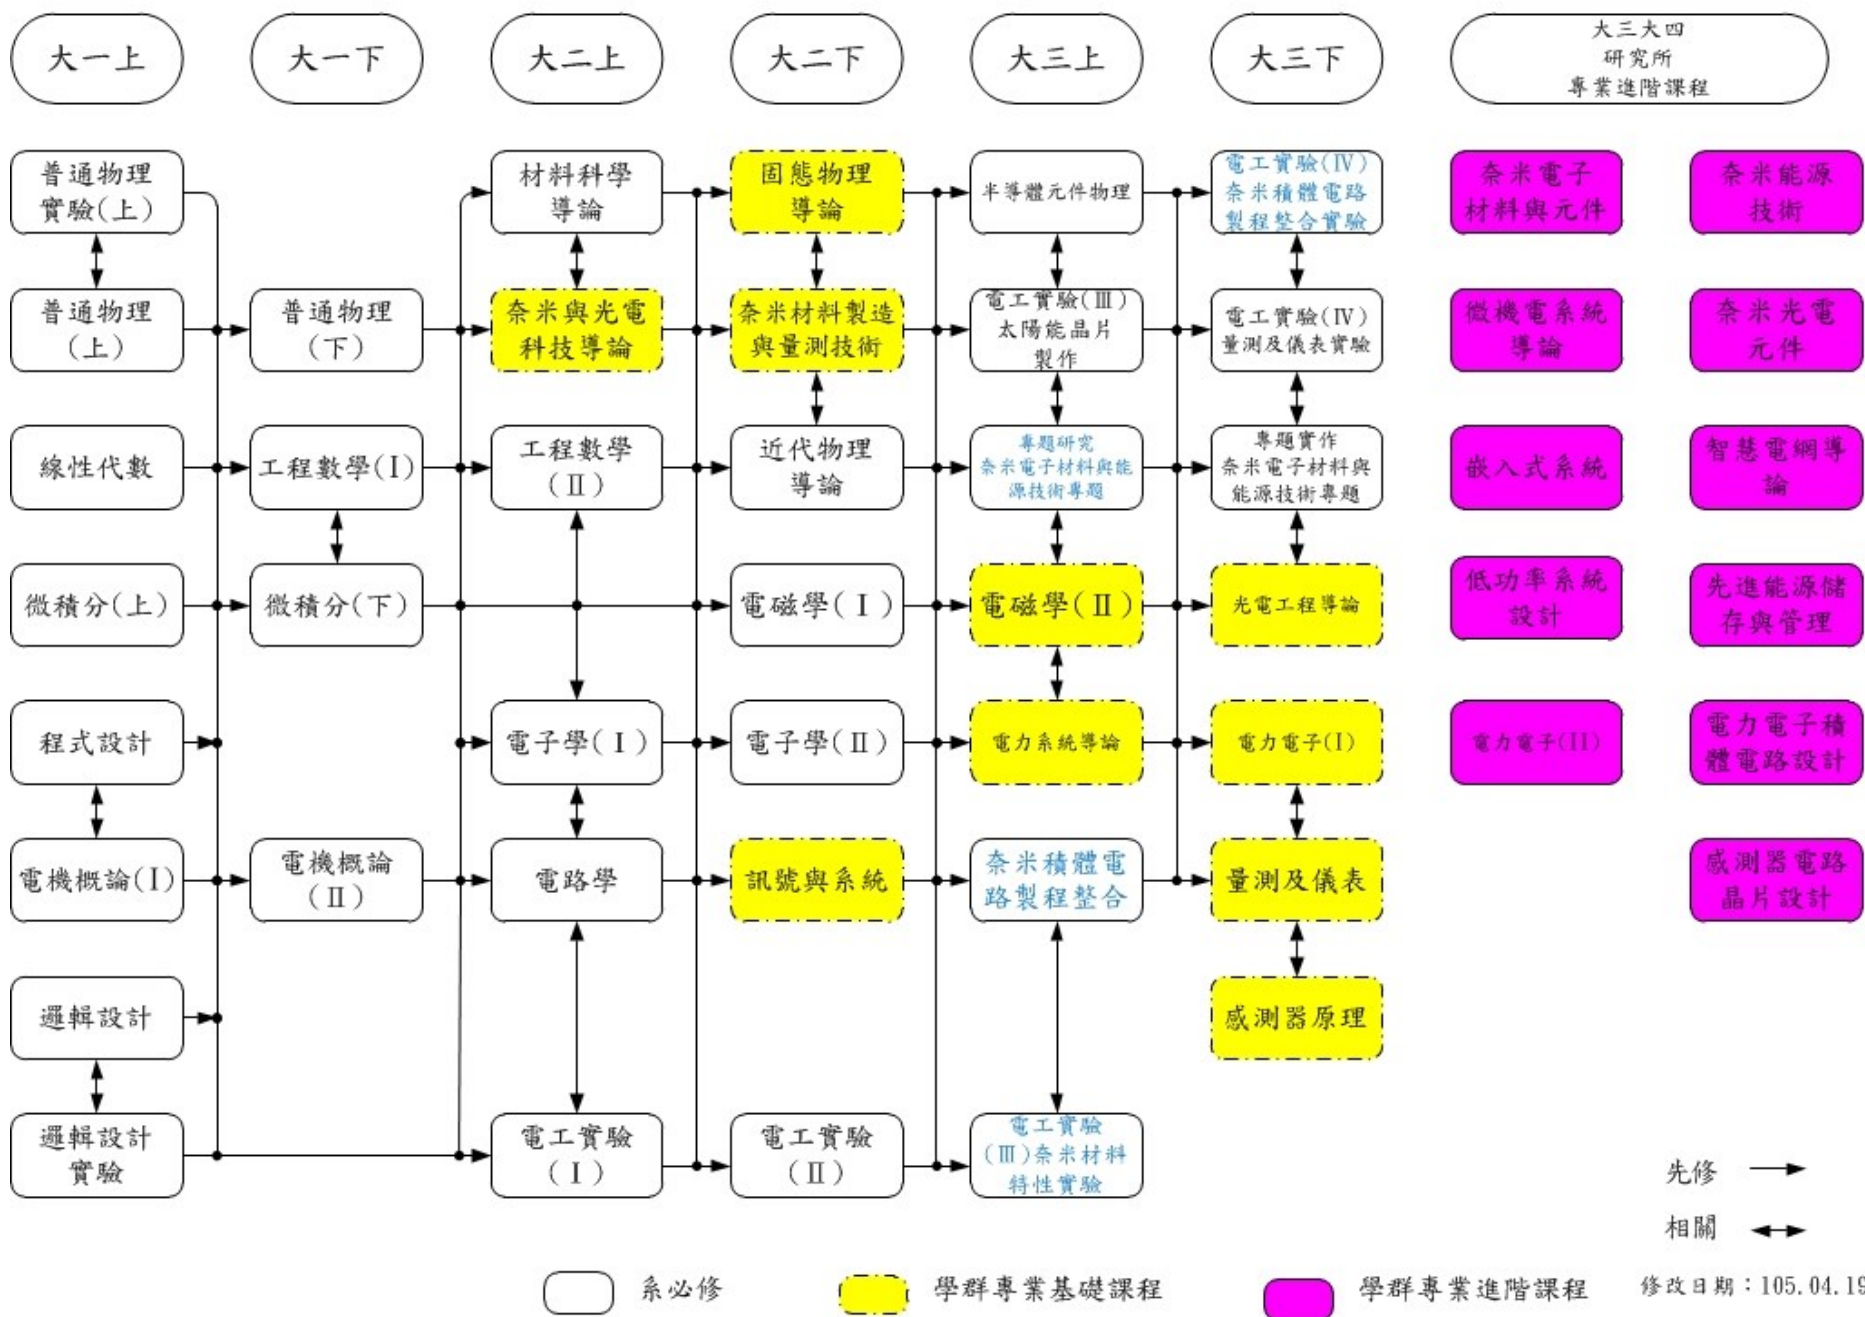 大一上
大一下
大二上
大二下
大三上
大三下
大三大四
研究所
專業進階課程
普通物理
實驗(上)
材料科學
導論
固態物理
導論
半導體元件物理
電工實驗(IV)
奈米積體電路
製程整合實驗
奈米電子
材料與元件
奈米能源
技術
普通物理
(上)
普通物理
(下)
奈米與光電
科技導論
奈米材料製造
與量測技術
電工實驗(Ⅲ)
太陽能晶片
製作
電工實驗(IV)
量測及儀表實驗
微機電系統
導論
奈米光電
元件
線性代數
工程數學(I)
工程數學
(Ⅱ)
近代物理
導論
專題研究
奈米電子材料與能
源技術專題
專題實作
奈米電子材料與
能源技術專題
嵌入式系統
智慧電網導
論
微積分(上)
微積分(下)
電磁學(Ⅰ)
電磁學(Ⅱ)
光電工程導論
低功率系統
設計
先進能源儲
存與管理
程式設計
電子學(Ⅰ)
電子學(Ⅱ)
電力系統導論
電力電子(I)
電力電子(II)
電力電子積
體電路設計
電機概論(I)
電機概論
(Ⅱ)
電路學
訊號與系統
奈米積體電
路製程整合
量測及儀表
感測器電路
晶片設計
邏輯設計
感測器原理
邏輯設計
實驗
電工實驗
(Ⅰ)
電工實驗
(Ⅱ)
電工實驗
(Ⅲ)奈米材料
特性實驗
先修
相關
系必修
學群專業基礎課程
學群專業進階課程
修改日期：105.04.19